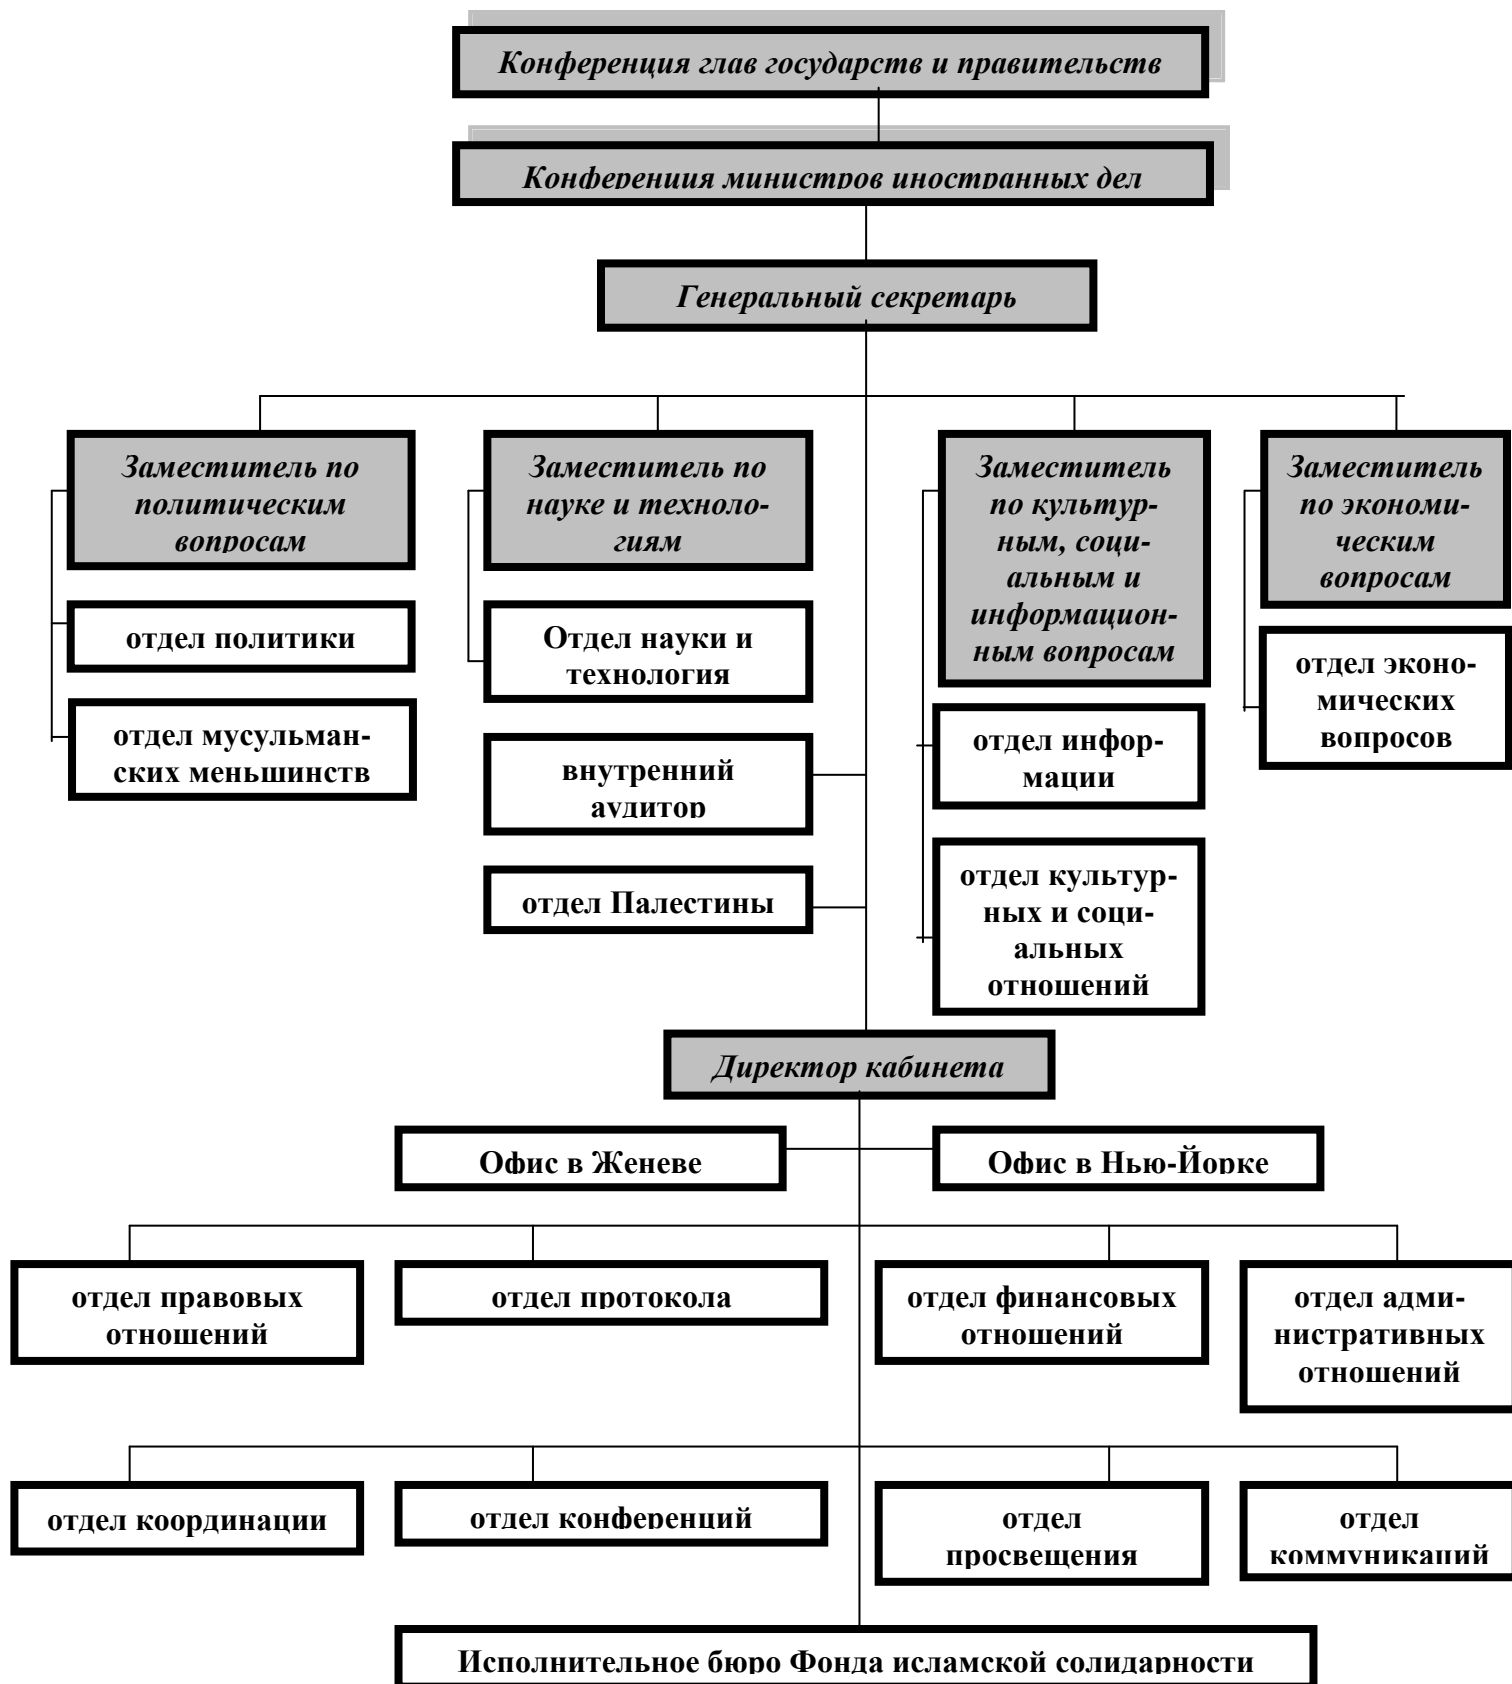 Конференция глав государств и правительств
Конференция министров иностранных дел
Генеральный секретарь
Заместитель по
политическим
вопросам
Заместитель по
науке и техноло-
гиям
Заместитель
по культур-
ным, соци-
альным и
информацион-
ным вопросам
Заместитель
по экономи-
ческим
вопросам
отдел политики
Отдел науки и
технология
отдел эконо-
мических
вопросов
отдел мусульман-
ских меньшинств
внутренний
аудитор
отдел инфор-
мации
отдел Палестины
отдел культур-
ных и соци-
альных
отношений
Директор кабинета
Офис в Женеве
Офис в Нью-Йорке
отдел правовых
отношений
отдел протокола
отдел финансовых
отношений
отдел адми-
нистративных
отношений
отдел координации
отдел конференций
отдел
просвещения
отдел
коммуникаций
Исполнительное бюро Фонда исламской солидарности